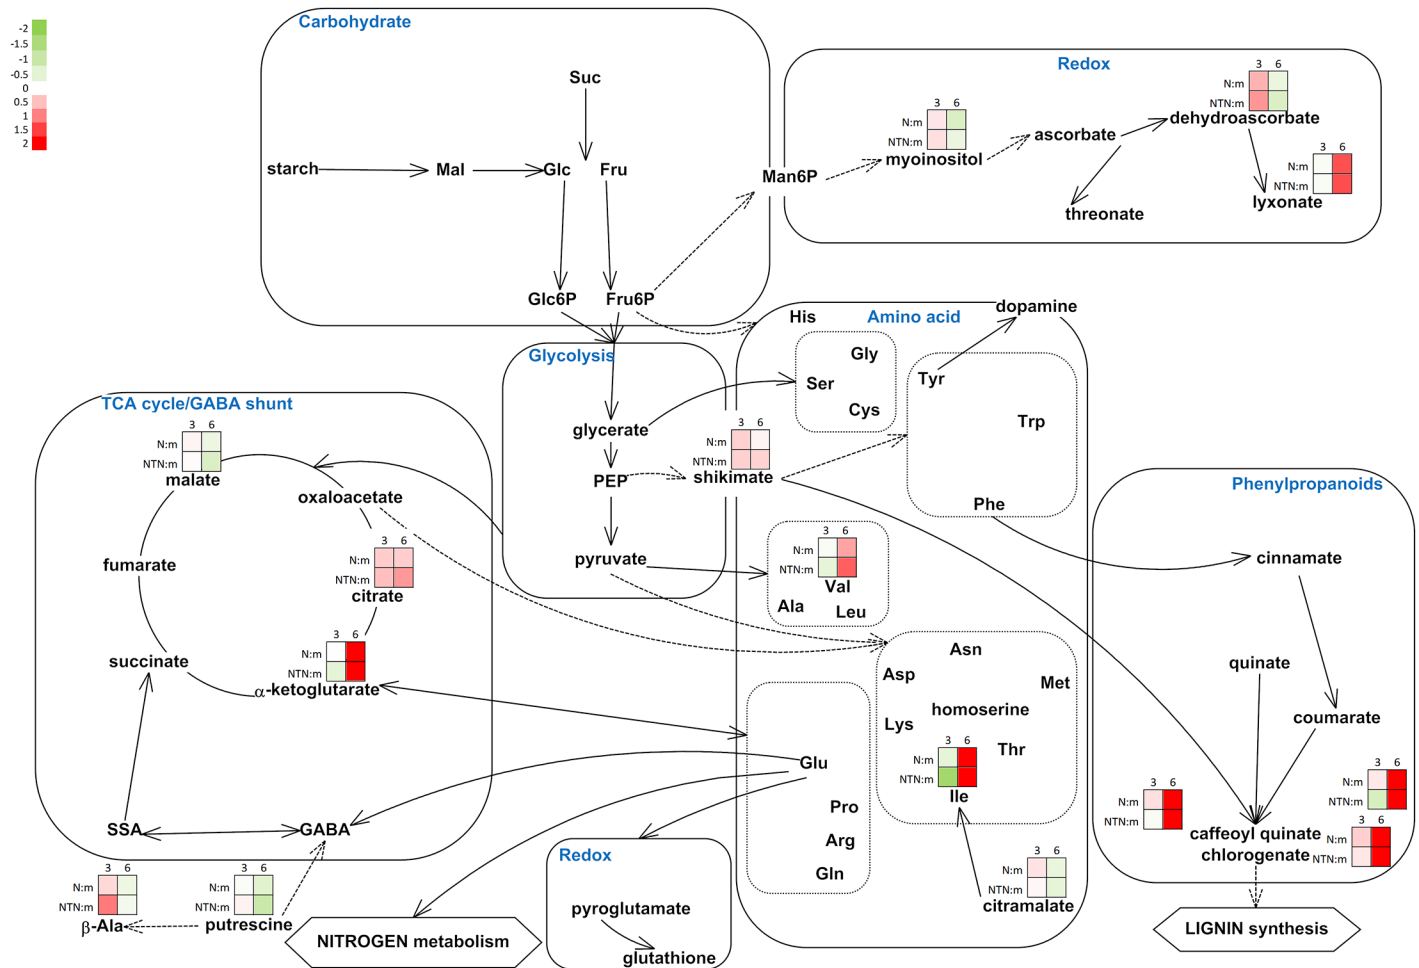 Carbohydrate
-2
-1.5
-1
-0.5
0
0.5
1
1.5
2
Suc
starch
Mal
Glc
Fru
Glc6P
Fru6P
Man6P
Redox
3 6
N:m
NTN:m
myoinositol
ascorbate
3 6
N:m
NTN:m
dehydroascorbate
threonate
3 6
N:m
NTN:m
lyxonate
Glycolysis
glycerate
PEP
pyruvate
3 6
N:m
NTN:m
shikimate
Amino acid
His
dopamine
Gly
Ser
Cys
Tyr
Trp
Phe
3 6
N:m
NTN:m
Val
Ala
Leu
Asn
Asp
Met
homoserine
Lys
Thr
3 6
N:m
NTN:m
Ile
Glu
Pro
Arg
Gln
3 6
N:m
NTN:m
citramalate
TCA cycle/GABA shunt
3 6
N:m
NTN:m
malate
oxaloacetate
fumarate
3 6
N:m
NTN:m
citrate
succinate
3 6
N:m
NTN:m
α-ketoglutarate
SSA
GABA
3 6
N:m
NTN:m
β-Ala
3 6
N:m
NTN:m
putrescine
NITROGEN metabolism
Redox
pyroglutamate
glutathione
Phenylpropanoids
cinnamate
quinate
coumarate
3 6
N:m
NTN:m
3 6
N:m
NTN:m
caffeoyl quinate
chlorogenate
3 6
N:m
NTN:m
LIGNIN synthesis